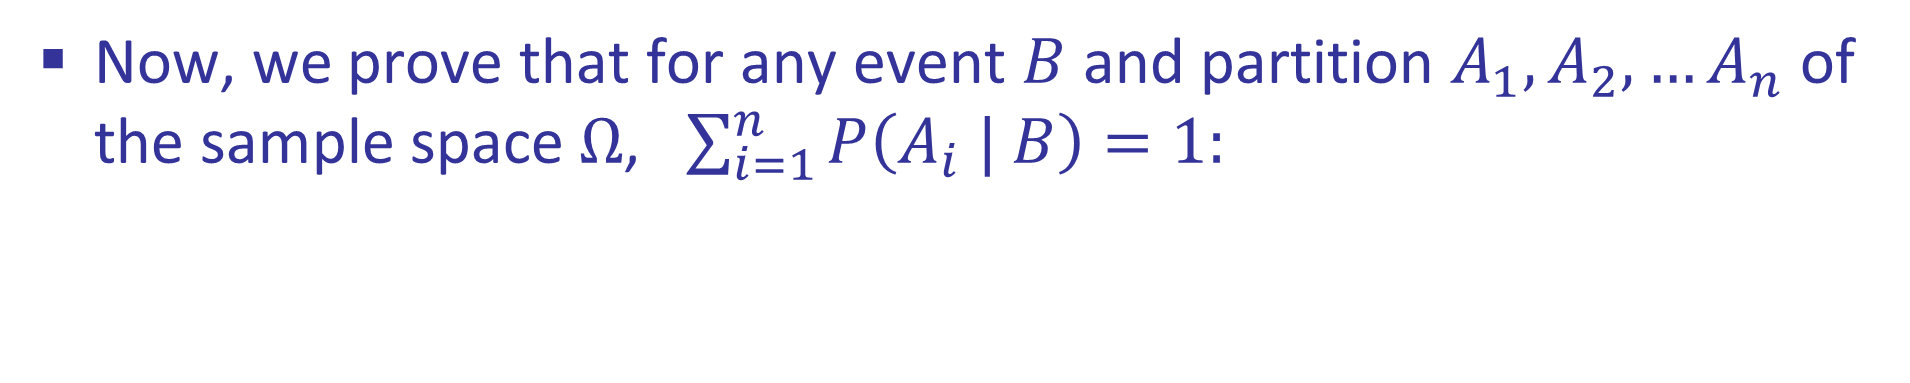 ▪ Now, we prove that for any event 𝐵 and partition 𝐴₁, 𝐴₂, … 𝐴ₙ of
the sample space Ω, ∑ⁿᵢ₌₁ 𝑃(𝐴ᵢ | 𝐵) = 1: